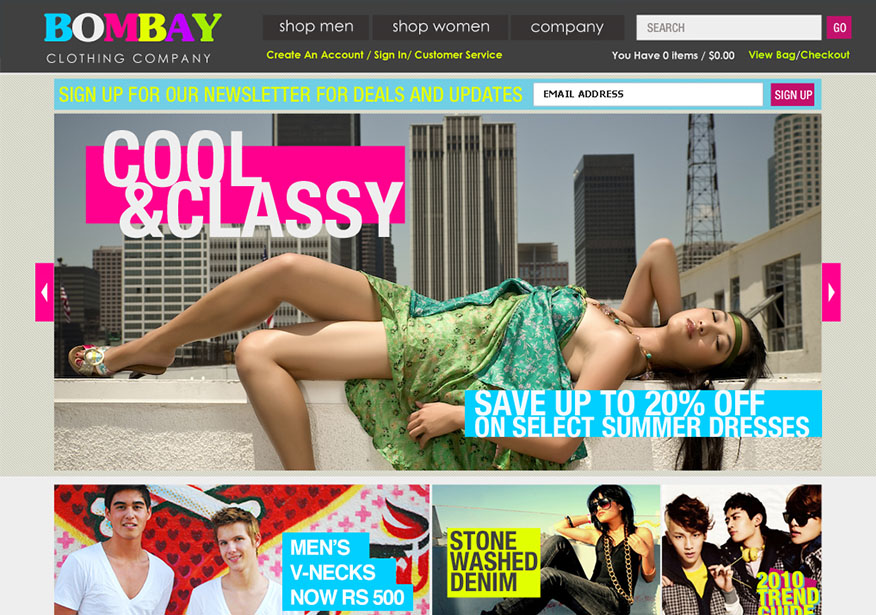 BOMBAY
CLOTHING COMPANY
shop men
shop women
company
SEARCH
GO
Create An Account / Sign In/ Customer Service
You Have 0 items / $0.00
View Bag/Checkout
SIGN UP FOR OUR NEWSLETTER FOR DEALS AND UPDATES
EMAIL ADDRESS
SIGN UP
COOL
&CLASSY
SAVE UP TO 20% OFF
ON SELECT SUMMER DRESSES
MEN'S
V-NECKS
NOW RS 500
STONE
WASHED
DENIM
2010
TREND
GUIDE